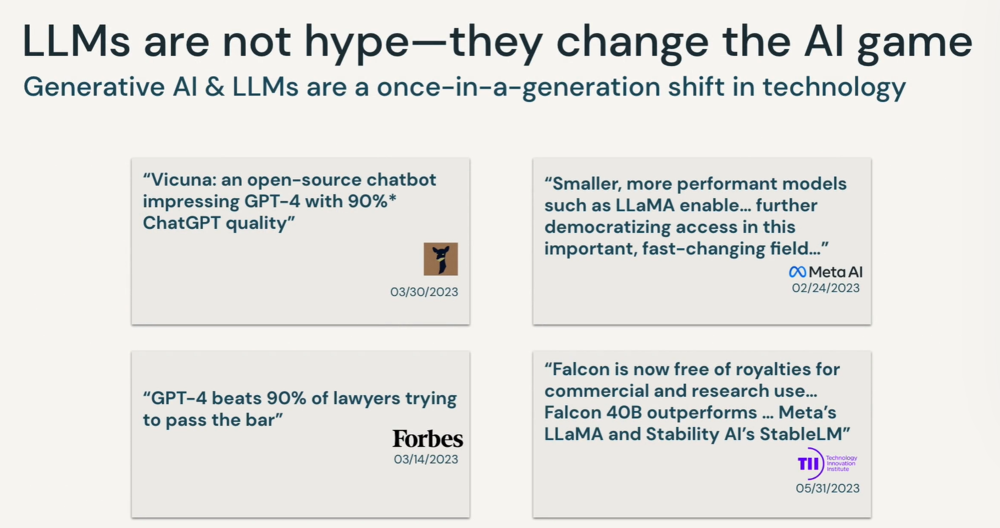 LLMs are not hype—they change the AI game
Generative AI & LLMs are a once-in-a-generation shift in technology
“Vicuna: an open-source chatbot
impressing GPT-4 with 90%*
ChatGPT quality”
03/30/2023
“Smaller, more performant models
such as LLaMA enable… further
democratizing access in this
important, fast-changing field…”
Meta AI
02/24/2023
“GPT-4 beats 90% of lawyers trying
to pass the bar”
Forbes
03/14/2023
“Falcon is now free of royalties for
commercial and research use…
Falcon 40B outperforms … Meta’s
LLaMA and Stability AI’s StableLM”
TII
Technology
Innovation
Institute
05/31/2023